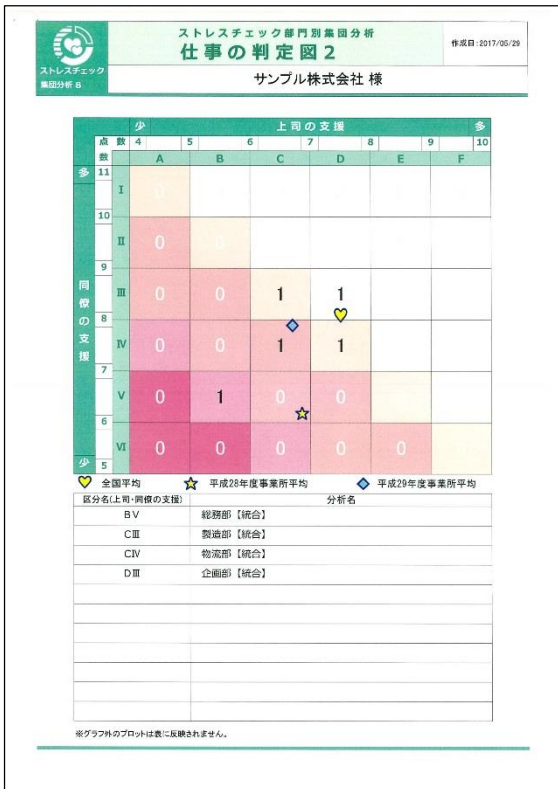 ストレスチェック部門別集団分析
仕事の判定図2
作成日:2017/05/29
ストレスチェック
集団分析 B
サンプル株式会社 様
少 上司の支援 多
点 数 4 5 6 7 8 9 10
数 A B C D E F
多 11
I 0
10
II 0 0
9
同僚の支援
III 0 0 1 1
8
IV 0 0 1 1
7
V 0 1 0 0
6
VI 0 0 0 0 0
少 5
全国平均 平成28年度事業所平均 平成29年度事業所平均
区分名(上司・同僚の支援) 分析名
BV 総務部【統合】
CIII 製造部【統合】
CIV 物流部【統合】
DIII 企画部【統合】
※グラフ外のプロットは表に反映されません。